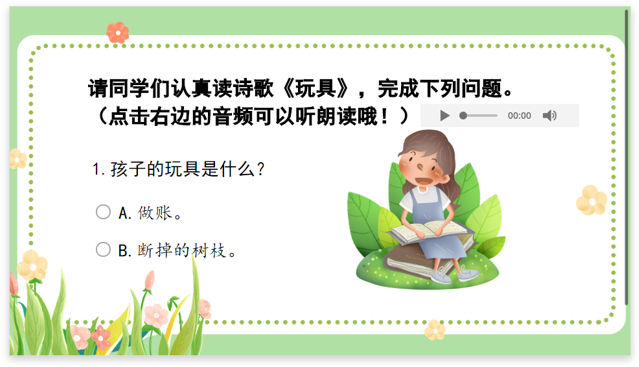 请同学们认真读诗歌《玩具》，完成下列问题。
（点击右边的音频可以听朗读哦！）
00:00
1.孩子的玩具是什么？
A.做账。
B.断掉的树枝。